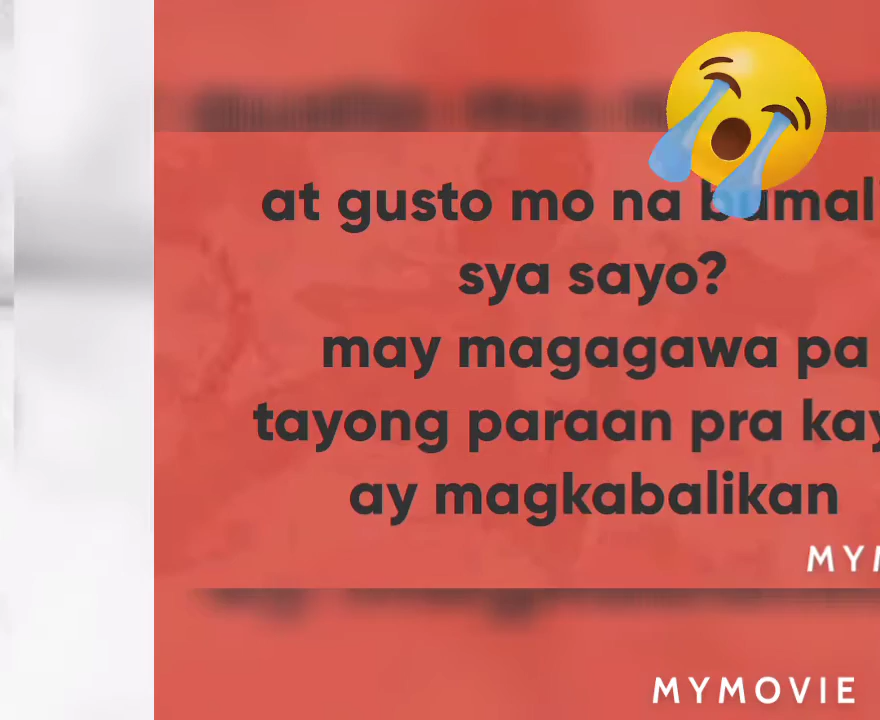 at gusto mo na
sya sayo?
may magagawa pa
tayong paraan pra
ay magkabalikan
MYMOVIE